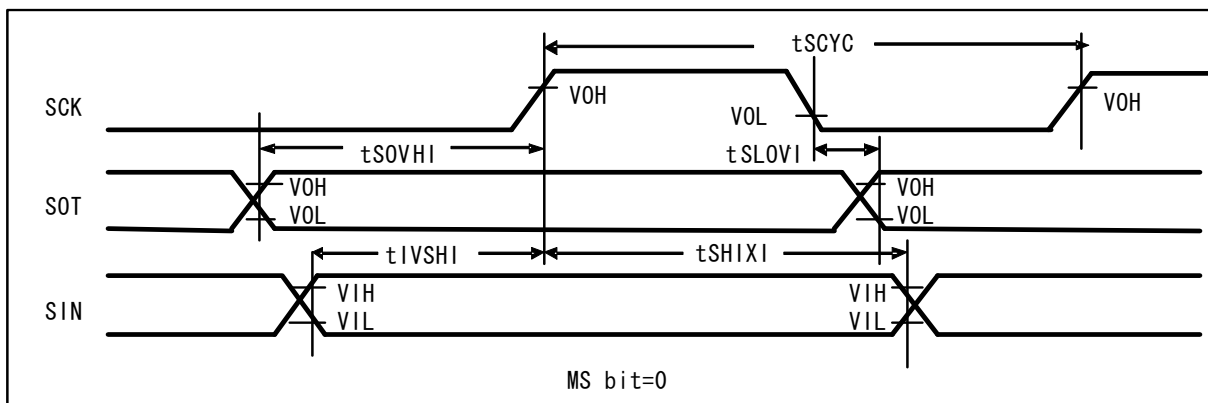 tSCYC
SCK
VOH
VOL
VOH
tSOVHI
tSLOVI
SOT
VOH
VOL
VOH
VOL
tIVSHI
tSHIXI
SIN
VIH
VIL
VIH
VIL
MS bit=0